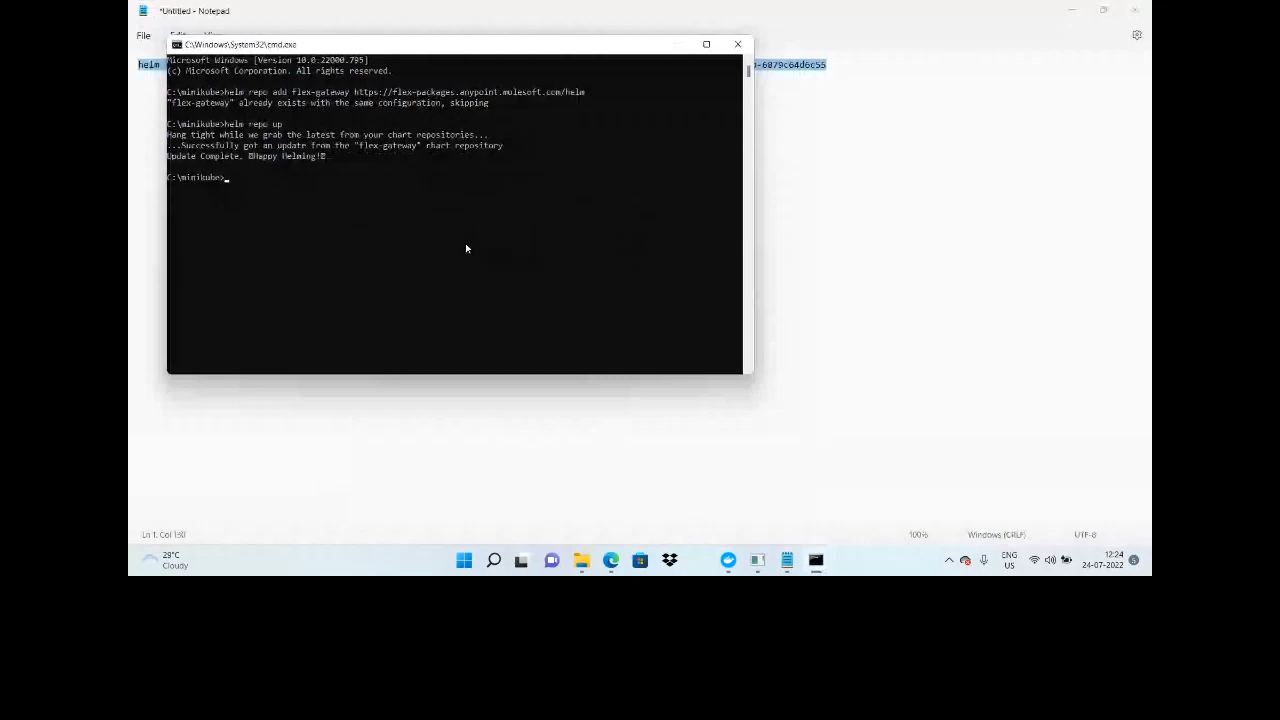 *Untitled - Notepad
File Edit View
C:\Windows\System32\cmd.exe
helm
-6079c64d6c55
Microsoft Windows [Version 10.0.22000.795]
(c) Microsoft Corporation. All rights reserved.
C:\minikube>helm repo add flex-gateway https://flex-packages.anypoint.mulesoft.com/helm
"flex-gateway" already exists with the same configuration, skipping
C:\minikube>helm repo up
Hang tight while we grab the latest from your chart repositories...
...Successfully got an update from the "flex-gateway" chart repository
Update Complete. ⎈Happy Helming!⎈
C:\minikube>
Ln 1, Col 130
100%
Windows (CRLF)
UTF-8
29°C
Cloudy
ENG
US
12:24
24-07-2022